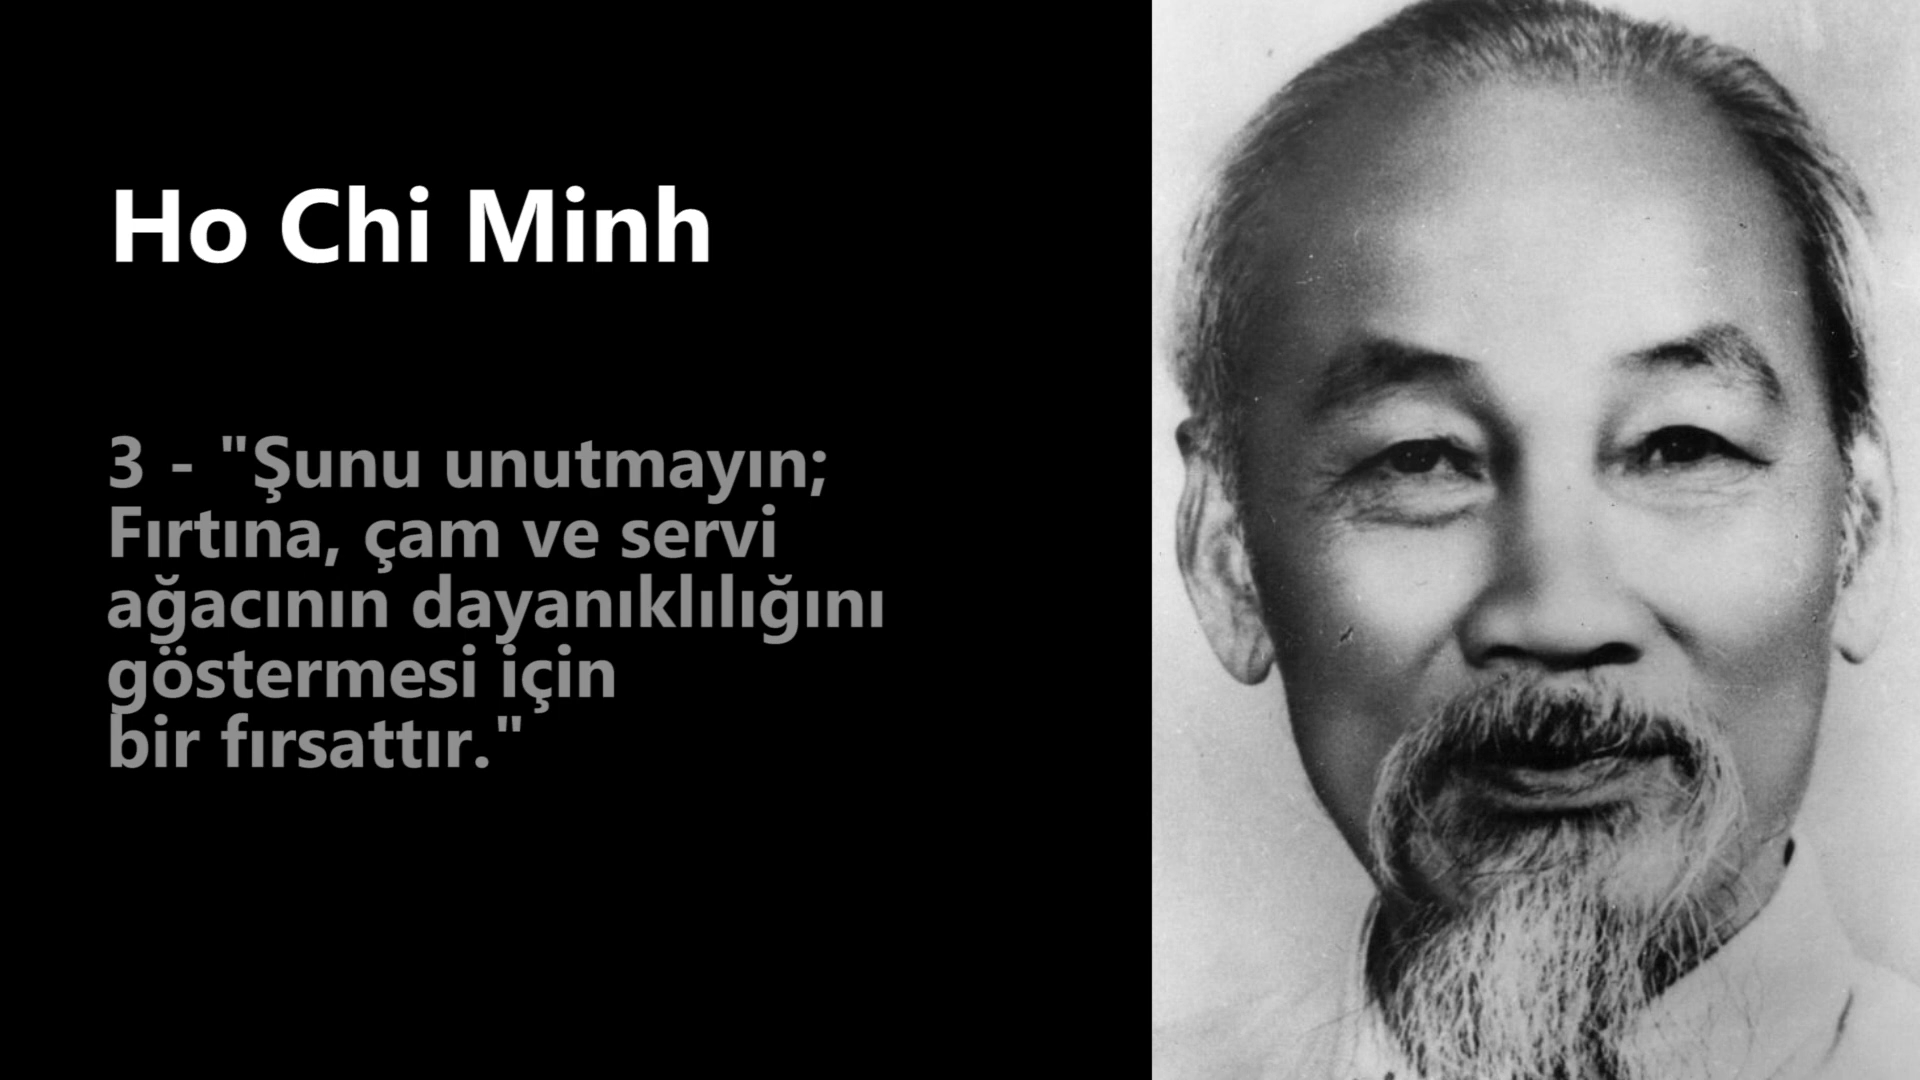 Ho Chi Minh
3 - "Şunu unutmayın;
Fırtına, çam ve servi
ağacının dayanıklılığını
göstermesi için
bir fırsattır."